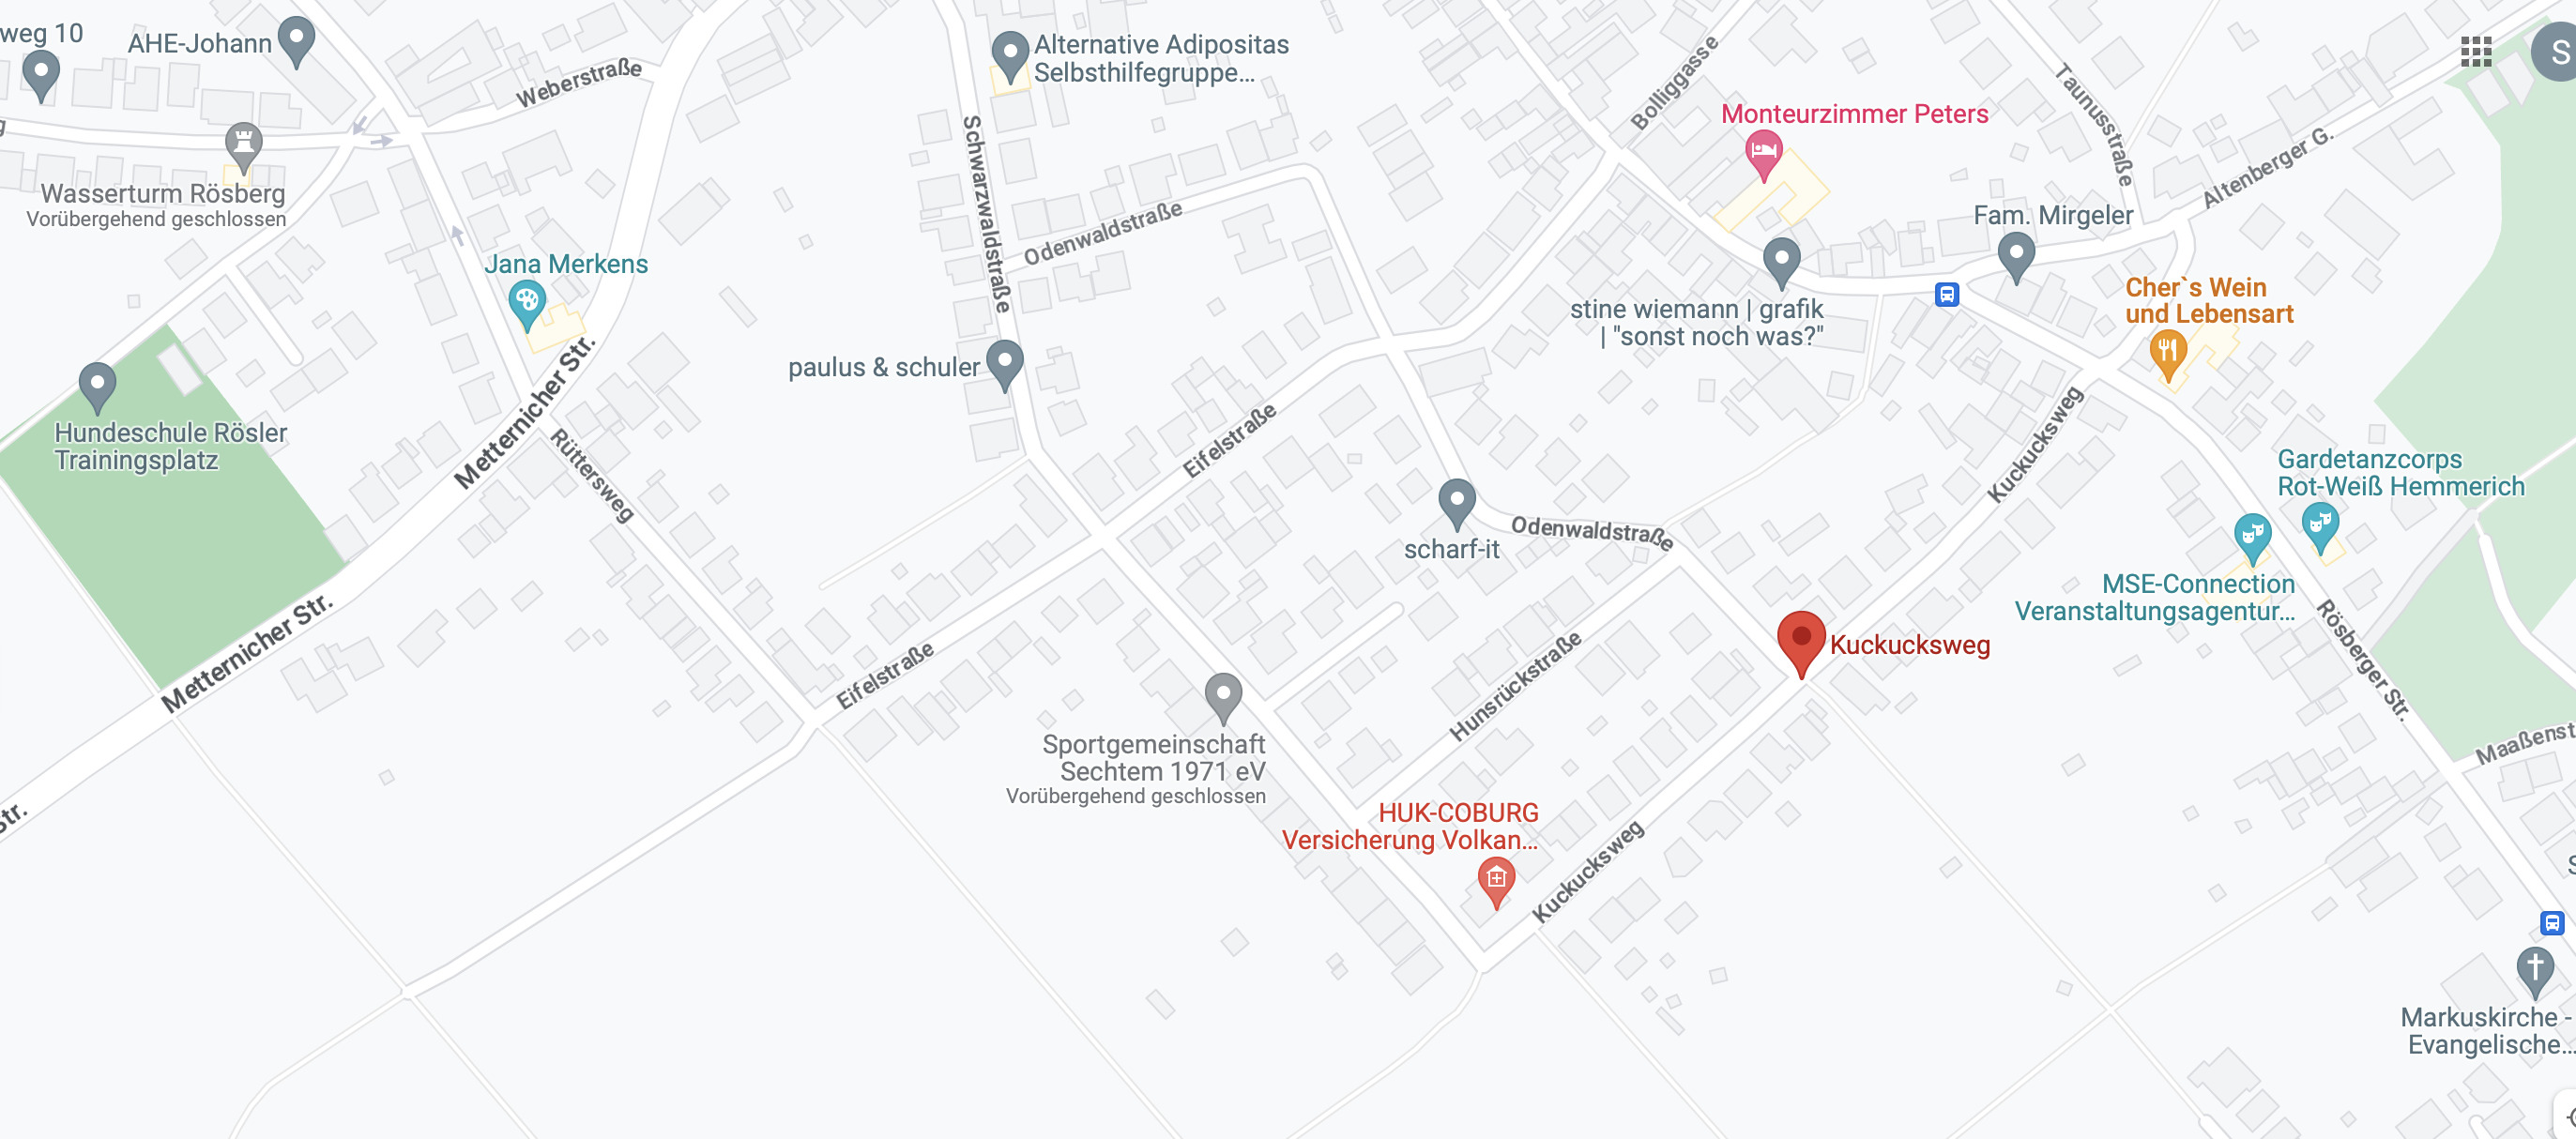 weg 10
AHE-Johann
Weberstraße
Alternative Adipositas
Selbsthilfegruppe...
Bolliggasse
Monteurzimmer Peters
Taunusstraße
Altenberger G.
S
Wasserturm Rösberg
Vorübergehend geschlossen
Schwarzwaldstraße
Odenwaldstraße
Fam. Mirgeler
Jana Merkens
stine wiemann | grafik
| "sonst noch was?"
Cher`s Wein
und Lebensart
paulus & schuler
Metternicher Str.
Hundeschule Rösler
Trainingsplatz
Rüttersweg
Eifelstraße
Kuckucksweg
Gardetanzcorps
Rot-Weiß Hemmerich
scharf-it
Odenwaldstraße
MSE-Connection
Veranstaltungsagentur...
Metternicher Str.
Eifelstraße
Hunsrückstraße
Kuckucksweg
Rösberger Str.
Maaßenst
Sportgemeinschaft
Sechtem 1971 eV
Vorübergehend geschlossen
Str.
HUK-COBURG
Versicherung Volkan...
Kuckucksweg
S
Markuskirche -
Evangelische...